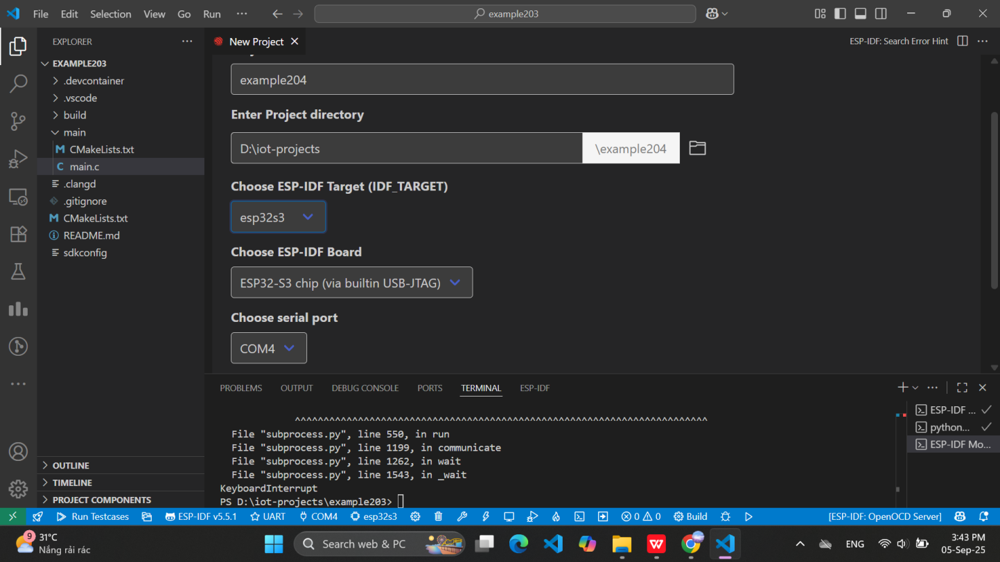 File Edit Selection View Go Run ··· example203
EXPLORER ···
New Project
ESP-IDF: Search Error Hint ···
EXAMPLE203
.devcontainer
.vscode
build
main
M CMakeLists.txt
C main.c
.clangd
.gitignore
M CMakeLists.txt
README.md
sdkconfig
OUTLINE
TIMELINE
PROJECT COMPONENTS
example204
Enter Project directory
D:\iot-projects \example204
Choose ESP-IDF Target (IDF_TARGET)
esp32s3
Choose ESP-IDF Board
ESP32-S3 chip (via builtin USB-JTAG)
Choose serial port
COM4
PROBLEMS OUTPUT DEBUG CONSOLE PORTS TERMINAL ESP-IDF
^^^^^^^^^^^^^^^^^^^^^^^^^^^^^^^^^^^^^^^^^^^^^^^^^^^^^^^^^^^^^^^^^^^^^^^^
File "subprocess.py", line 550, in run
File "subprocess.py", line 1199, in communicate
File "subprocess.py", line 1262, in wait
File "subprocess.py", line 1543, in _wait
KeyboardInterrupt
PS D:\iot-projects\example203>
ESP-IDF ...
python...
ESP-IDF Mo...
Run Testcases ESP-IDF v5.5.1 UART COM4 esp32s3 0 0 Build [ESP-IDF: OpenOCD Server]
9
31°C
Nắng rải rác
Search web & PC
ENG
3:43 PM
05-Sep-25